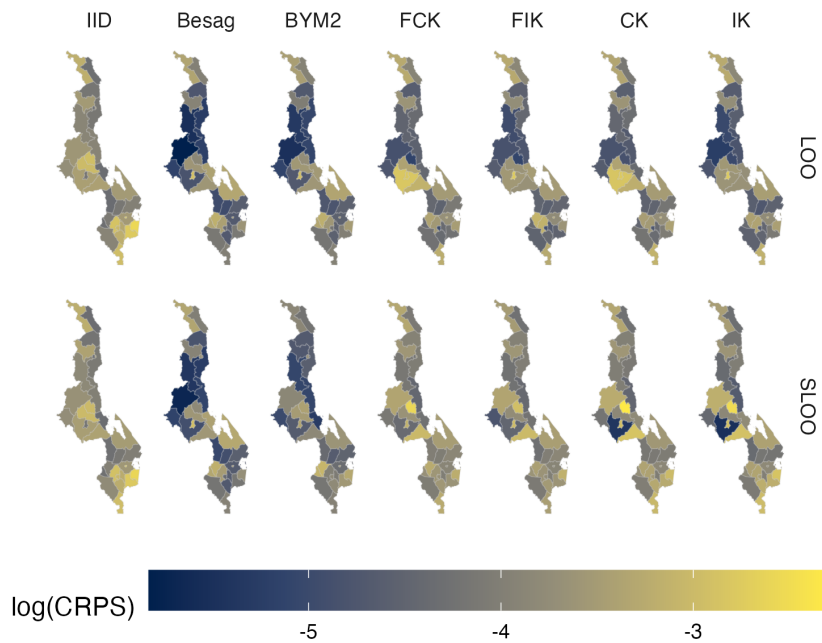 IID Besag BYM2 FCK FIK CK IK
LOO
SLOO
log(CRPS)
-5 -4 -3